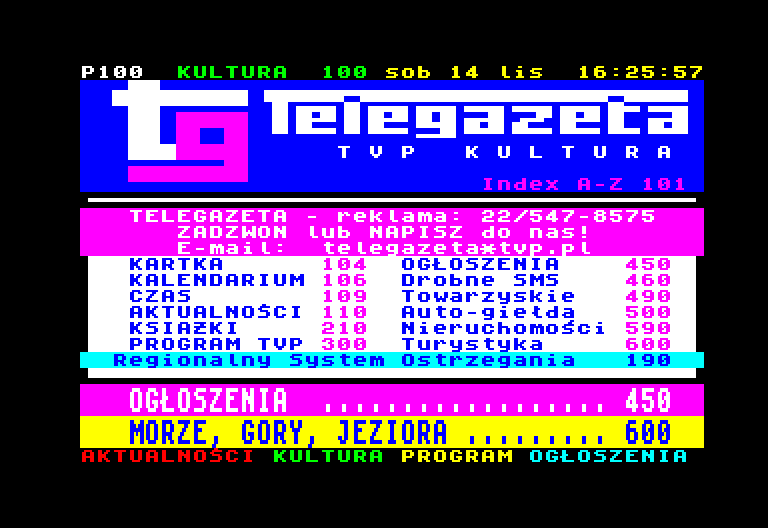 P100 KULTURA 100 sob 14 lis 16:25:57
tg Telegazeta
TVP KULTURA
Index A-Z 101
TELEGAZETA - reklama: 22/547-8575
ZADZWOŃ lub NAPISZ do nas!
E-mail: telegazeta*tvp.pl
KARTKA 104 OGŁOSZENIA 450
KALENDARIUM 106 Drobne SMS 460
CZAS 109 Towarzyskie 490
AKTUALNOŚCI 110 Auto-giełda 500
KSIĄŻKI 210 Nieruchomości 590
PROGRAM TVP 300 Turystyka 600
Regionalny System Ostrzegania 190
OGŁOSZENIA .................. 450
MORZE, GORY, JEZIORA ......... 600
AKTUALNOŚCI KULTURA PROGRAM OGŁOSZENIA